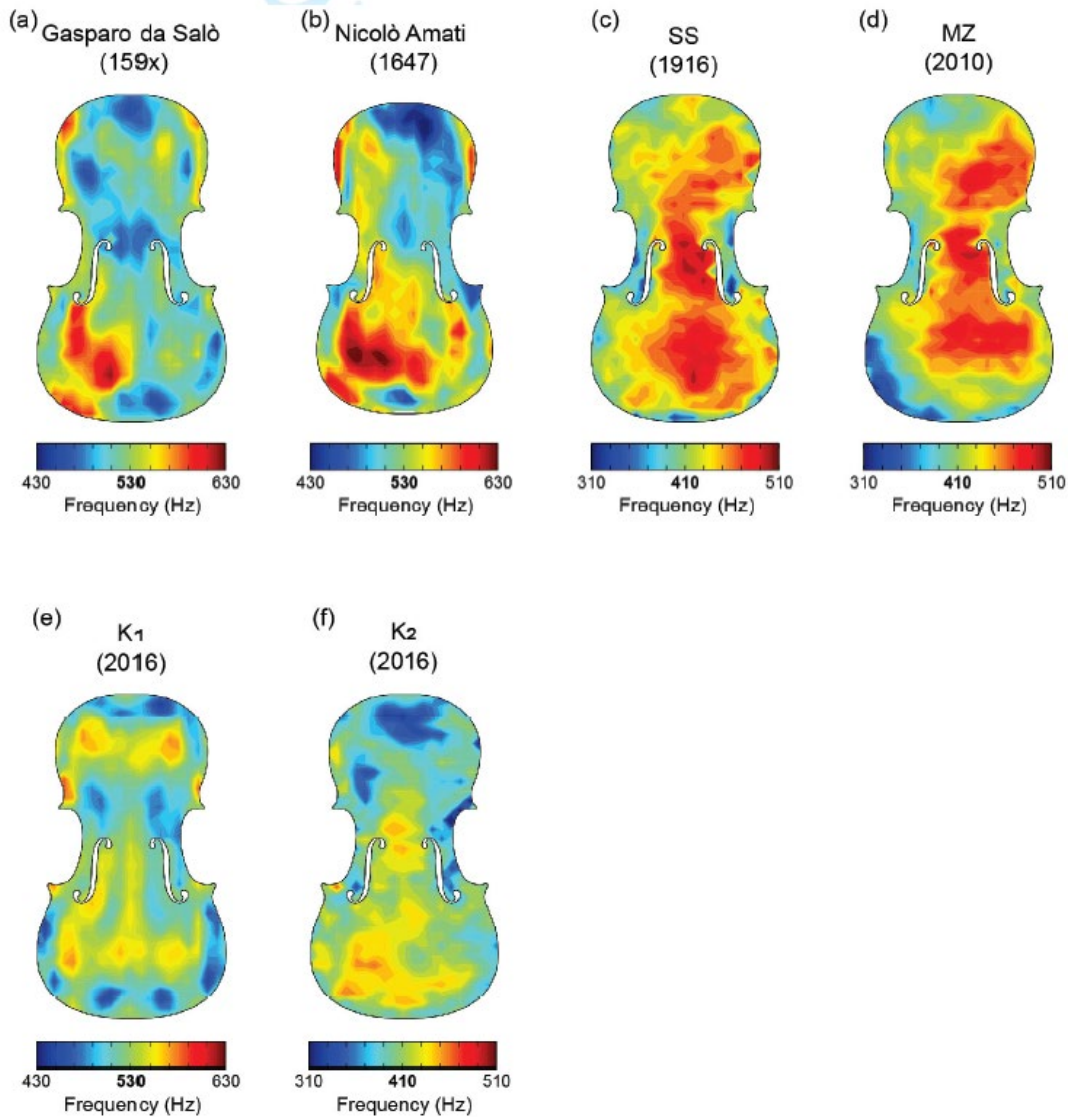 (a) Gasparo da Salò
(159x)
(b) Nicolò Amati
(1647)
(c) SS
(1916)
(d) MZ
(2010)
430 530 630
Frequency (Hz)
430 530 630
Frequency (Hz)
310 410 510
Frequency (Hz)
310 410 510
Frequency (Hz)
(e) K₁
(2016)
(f) K₂
(2016)
430 530 630
Frequency (Hz)
310 410 510
Frequency (Hz)